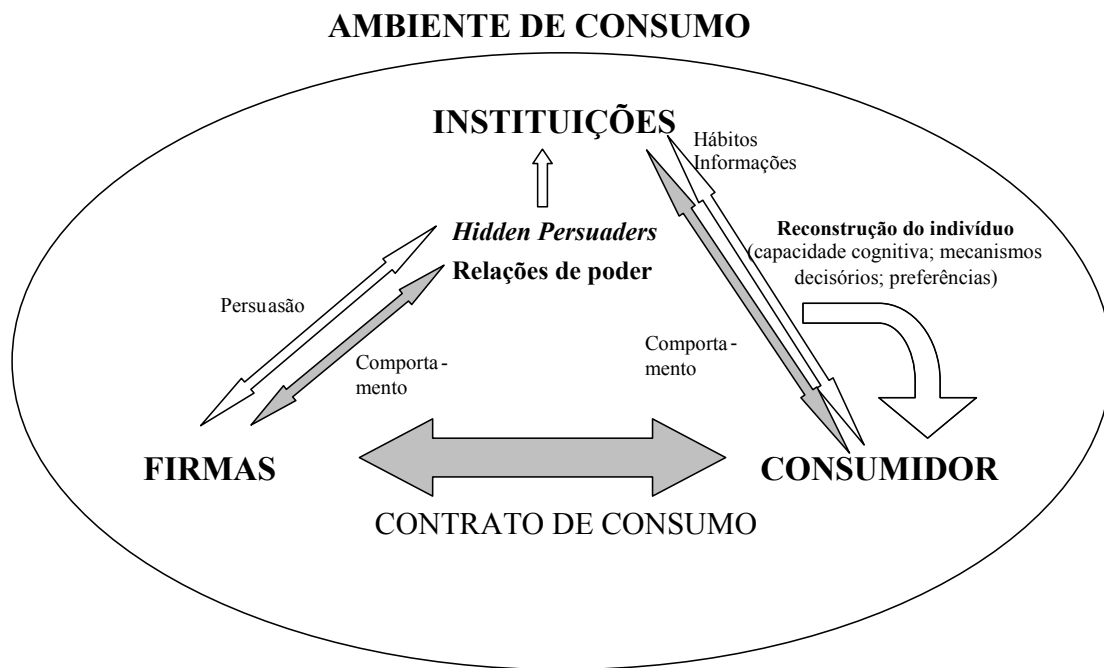 AMBIENTE DE CONSUMO
INSTITUIÇÕES
Hábitos
Informações
Hidden Persuaders
Relações de poder
Reconstrução do indivíduo
(capacidade cognitiva; mecanismos
decisórios; preferências)
Persuasão
Comporta-
mento
Comporta-
mento
FIRMAS
CONSUMIDOR
CONTRATO DE CONSUMO